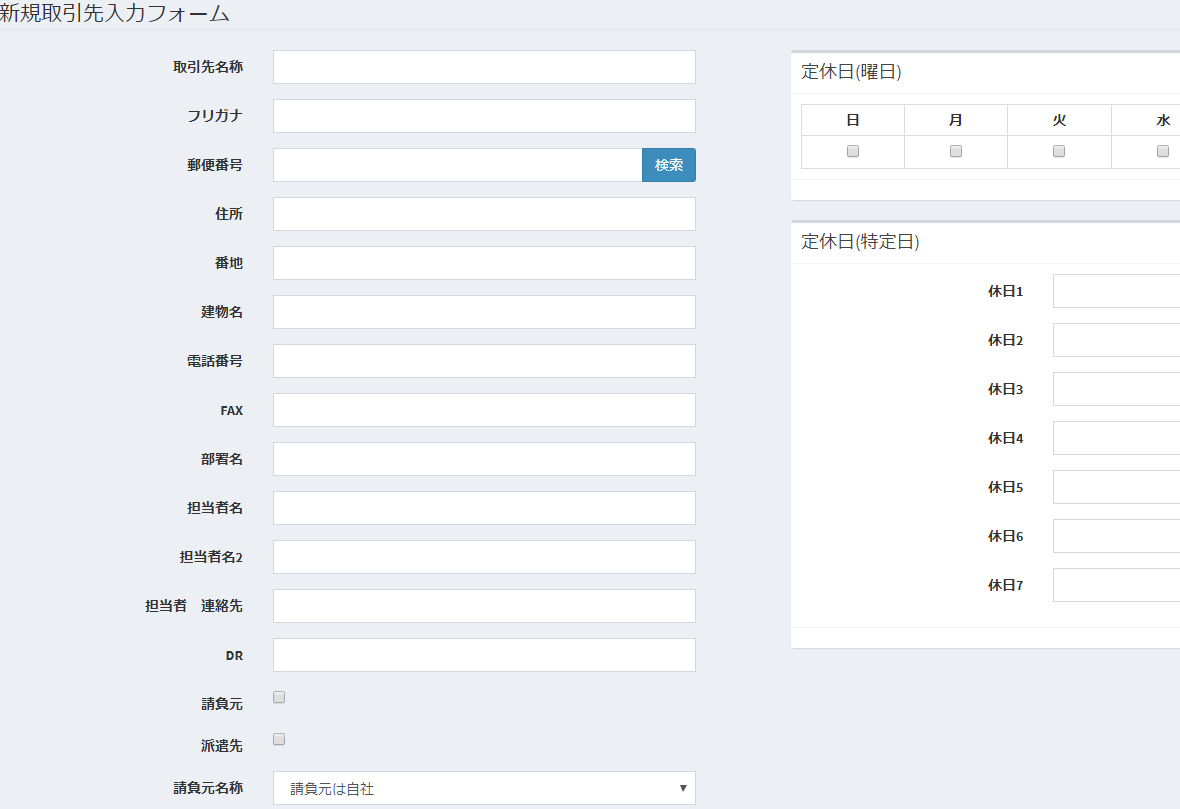 新規取引先入力フォーム
取引先名称
フリガナ
郵便番号
検索
住所
番地
建物名
電話番号
FAX
部署名
担当者名
担当者名2
担当者　連絡先
DR
請負元
派遣先
請負元名称
請負元は自社
定休日(曜日)
日 月 火 水
定休日(特定日)
休日1
休日2
休日3
休日4
休日5
休日6
休日7